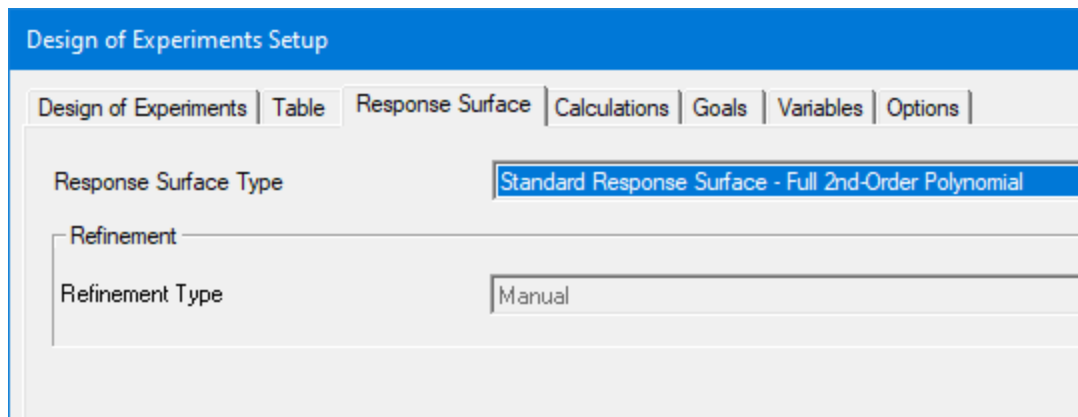 Design of Experiments Setup
Design of Experiments Table Response Surface Calculations Goals Variables Options
Response Surface Type Standard Response Surface - Full 2nd-Order Polynomial
Refinement
Refinement Type Manual